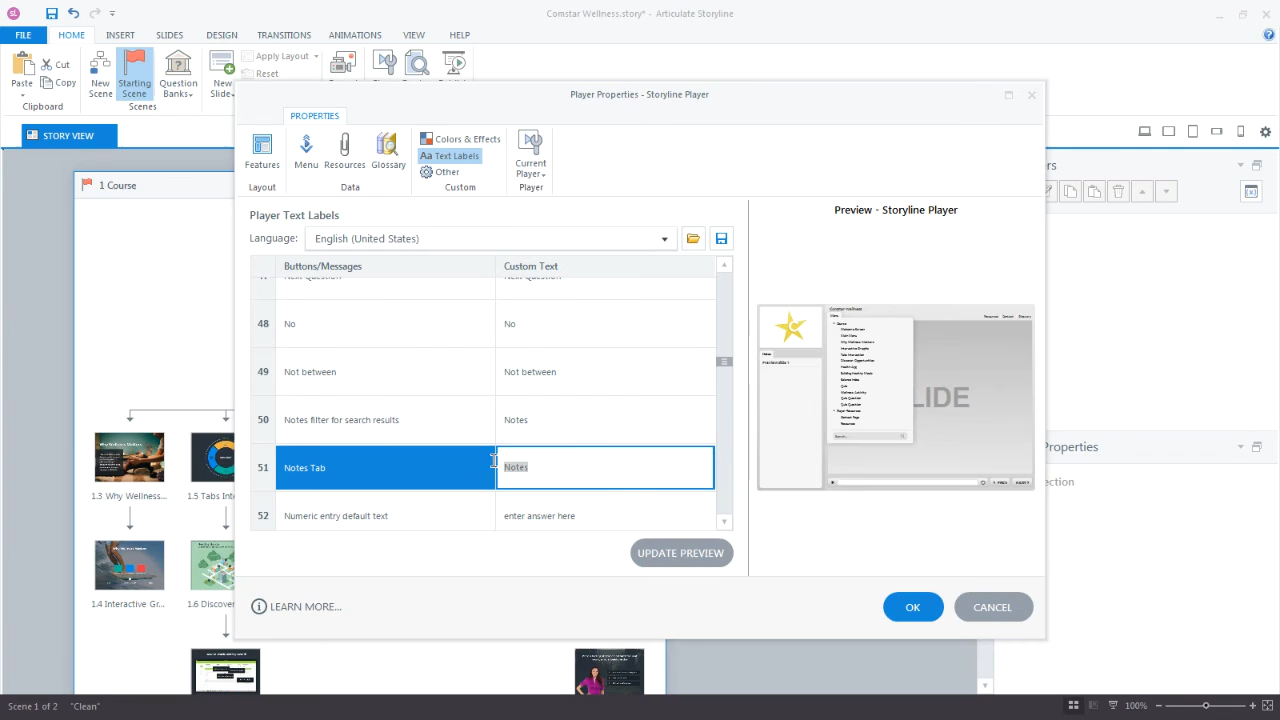 Comstar Wellness.story* - Articulate Storyline
FILE HOME INSERT SLIDES DESIGN TRANSITIONS ANIMATIONS VIEW HELP
Paste
Cut
Copy
Clipboard
New Scene
Starting Scene
Question Banks
Scenes
New Slide
Apply Layout
Reset
STORY VIEW
1 Course
Player Properties - Storyline Player
PROPERTIES
Features
Layout
Menu
Resources
Glossary
Data
Colors & Effects
Aa Text Labels
Other
Custom
Current Player
Player
Player Text Labels
Language: English (United States)
Buttons/Messages Custom Text
Next Question Next Question
48 No No
49 Not between Not between
50 Notes filter for search results Notes
51 Notes Tab Notes
52 Numeric entry default text enter answer here
UPDATE PREVIEW
LEARN MORE...
OK
CANCEL
Preview - Storyline Player
Properties
1.3 Why Wellness...
1.5 Tabs Int
1.4 Interactive Gr...
1.6 Discov
Scene 1 of 2 "Clean"
100%